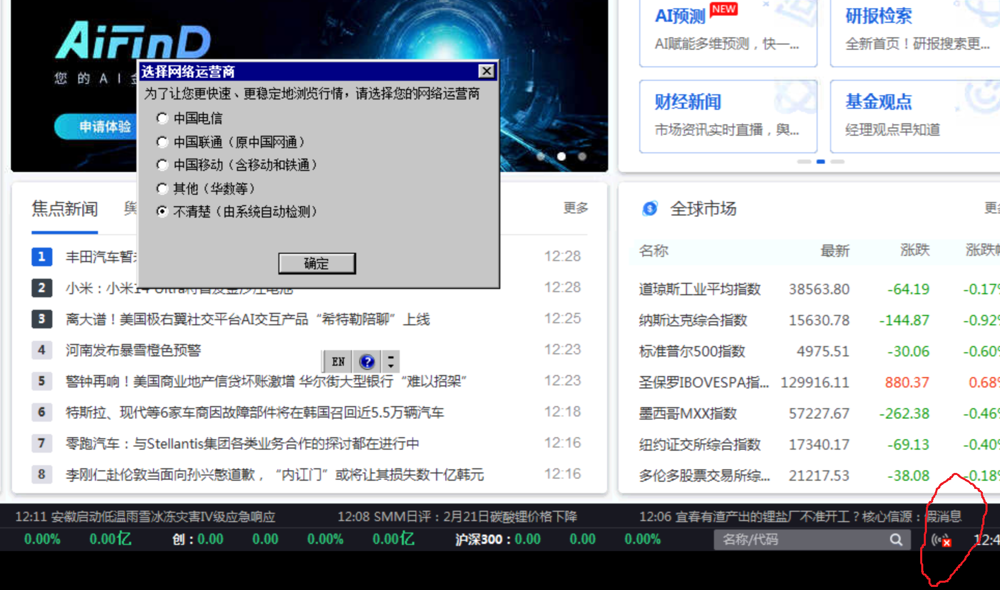 AiFinD
您的AI金
申请体验
AI预测 NEW
AI赋能多维预测，快一...
研报检索
全新首页！研报搜索更...
财经新闻
市场资讯实时直播，舆...
基金观点
经理观点早知道
选择网络运营商
为了让您更快速、更稳定地浏览行情，请选择您的网络运营商
中国电信
中国联通（原中国网通）
中国移动（含移动和铁通）
其他（华数等）
不清楚（由系统自动检测）
确定
焦点新闻 舆 更多
1 丰田汽车暂 12:28
2 小米：小米14 Ultra将首发金沙江电池 12:28
3 离大谱！美国极右翼社交平台AI交互产品“希特勒陪聊”上线 12:25
4 河南发布暴雪橙色预警 12:23
5 警钟再响！美国商业地产信贷坏账激增 华尔街大型银行“难以招架” 12:23
6 特斯拉、现代等6家车商因故障部件将在韩国召回近5.5万辆汽车 12:18
7 零跑汽车：与Stellantis集团各类业务合作的探讨都在进行中 12:16
8 李刚仁赴伦敦当面向孙兴慜道歉，“内讧门”或将让其损失数十亿韩元 12:16
EN ?
全球市场 更多
名称 最新 涨跌 涨跌幅
道琼斯工业平均指数 38563.80 -64.19 -0.17%
纳斯达克综合指数 15630.78 -144.87 -0.92%
标准普尔500指数 4975.51 -30.06 -0.60%
圣保罗IBOVESPA指... 129916.11 880.37 0.68%
墨西哥MXX指数 57227.67 -262.38 -0.46%
纽约证交所综合指数 17340.17 -69.13 -0.40%
多伦多股票交易所综... 21217.53 -38.08 -0.18%
12:11 安徽启动低温雨雪冰冻灾害IV级应急响应 12:08 SMM日评：2月21日碳酸锂价格下降 12:06 宜春有渣产出的锂盐厂不准开工？核心信源：假消息
0.00% 0.00亿 创：0.00 0.00 0.00% 0.00亿 沪深300：0.00 0.00 0.00% 名称/代码 12:4